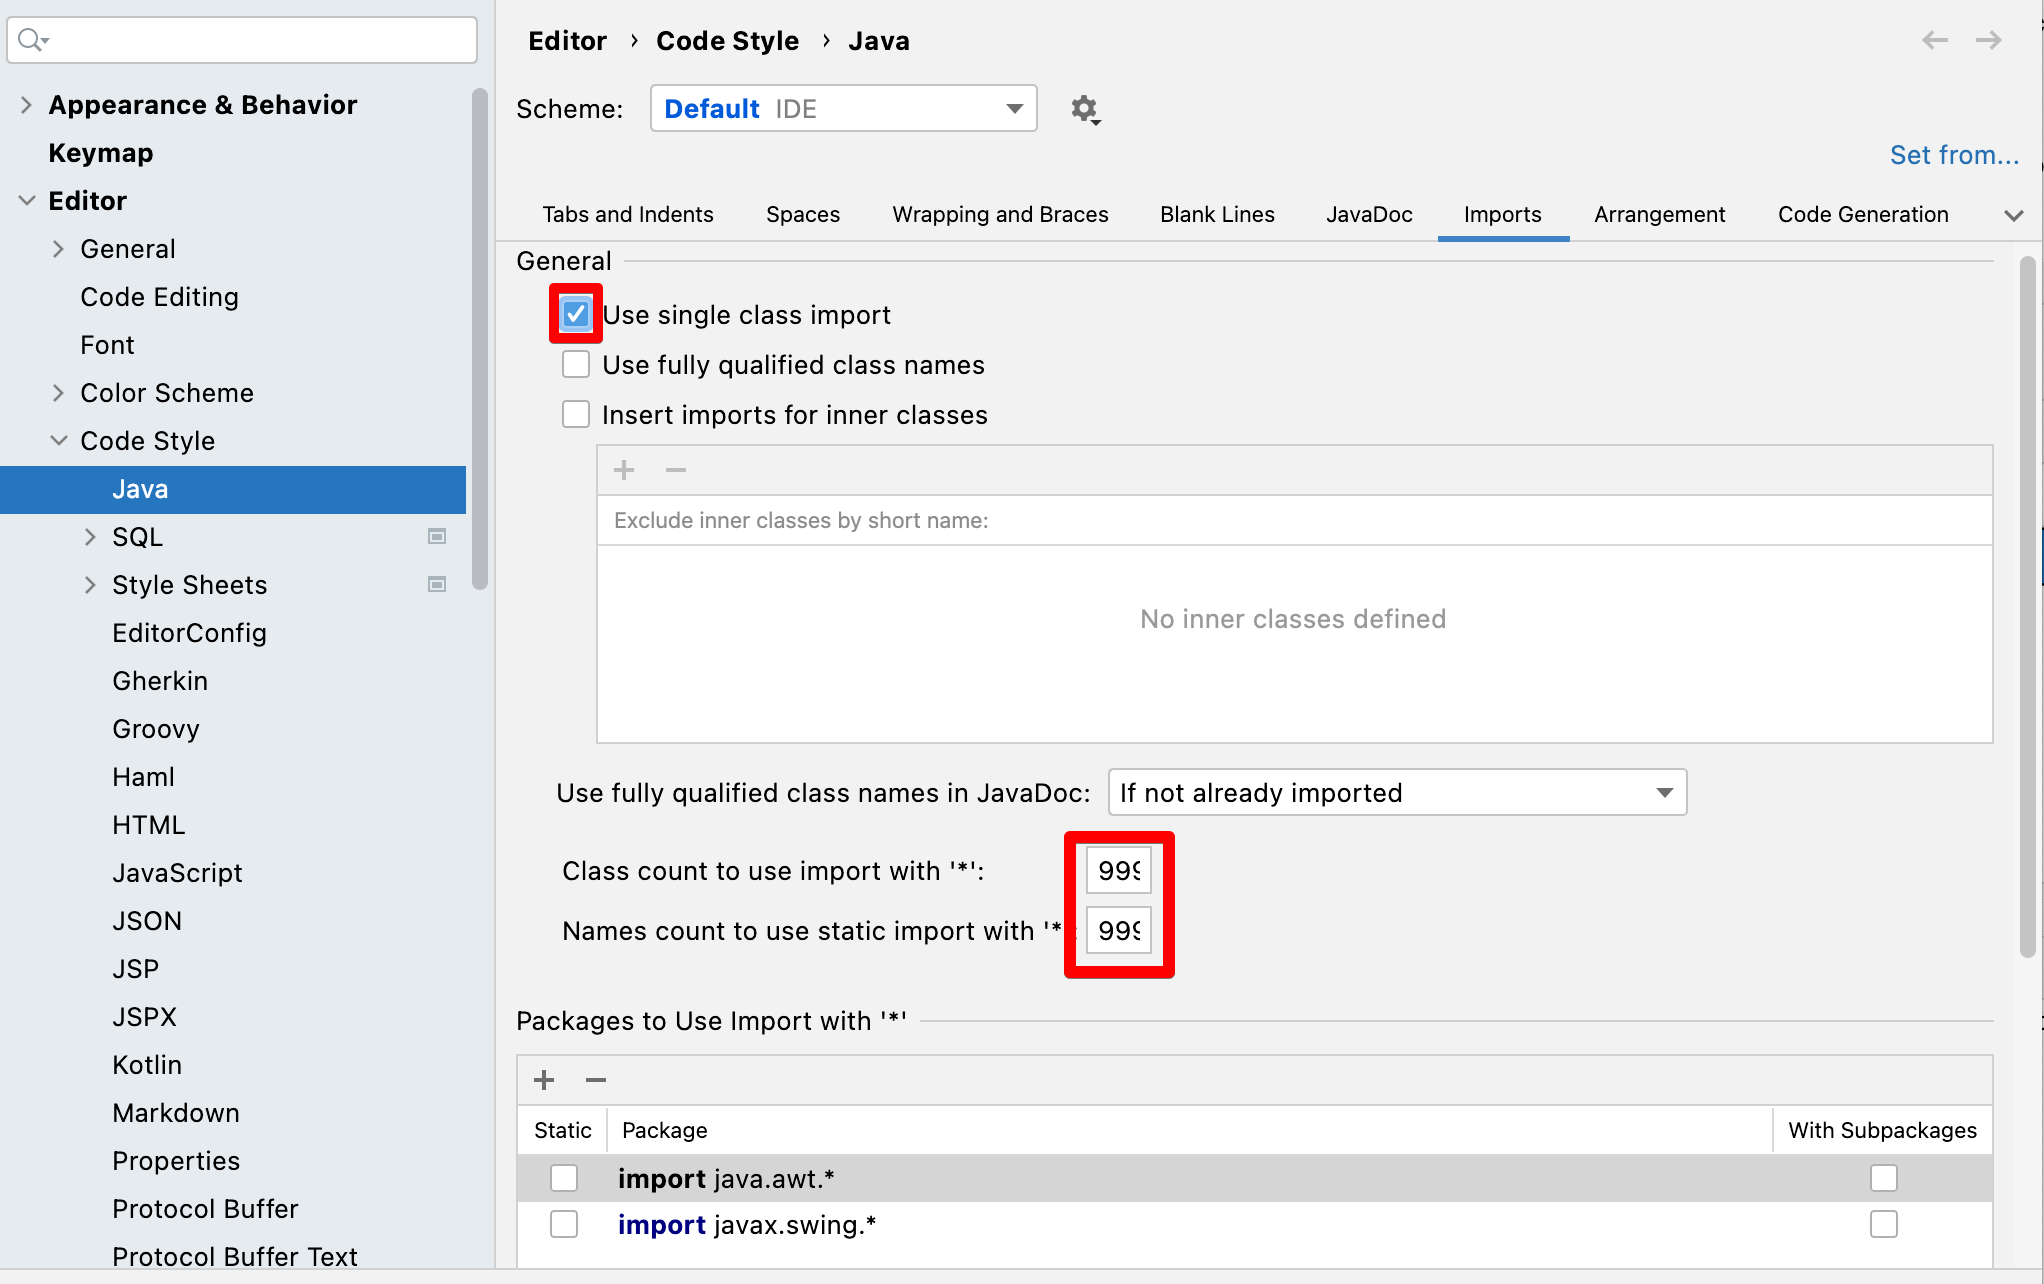 Appearance & Behavior
Keymap
Editor
General
Code Editing
Font
Color Scheme
Code Style
Java
SQL
Style Sheets
EditorConfig
Gherkin
Groovy
Haml
HTML
JavaScript
JSON
JSP
JSPX
Kotlin
Markdown
Properties
Protocol Buffer
Protocol Buffer Text
Editor › Code Style › Java
Scheme: Default IDE
Set from...
Tabs and Indents Spaces Wrapping and Braces Blank Lines JavaDoc Imports Arrangement Code Generation
General
Use single class import
Use fully qualified class names
Insert imports for inner classes
Exclude inner classes by short name:
No inner classes defined
Use fully qualified class names in JavaDoc: If not already imported
Class count to use import with '*': 999
Names count to use static import with '* 999
Packages to Use Import with '*'
Static Package With Subpackages
import java.awt.*
import javax.swing.*